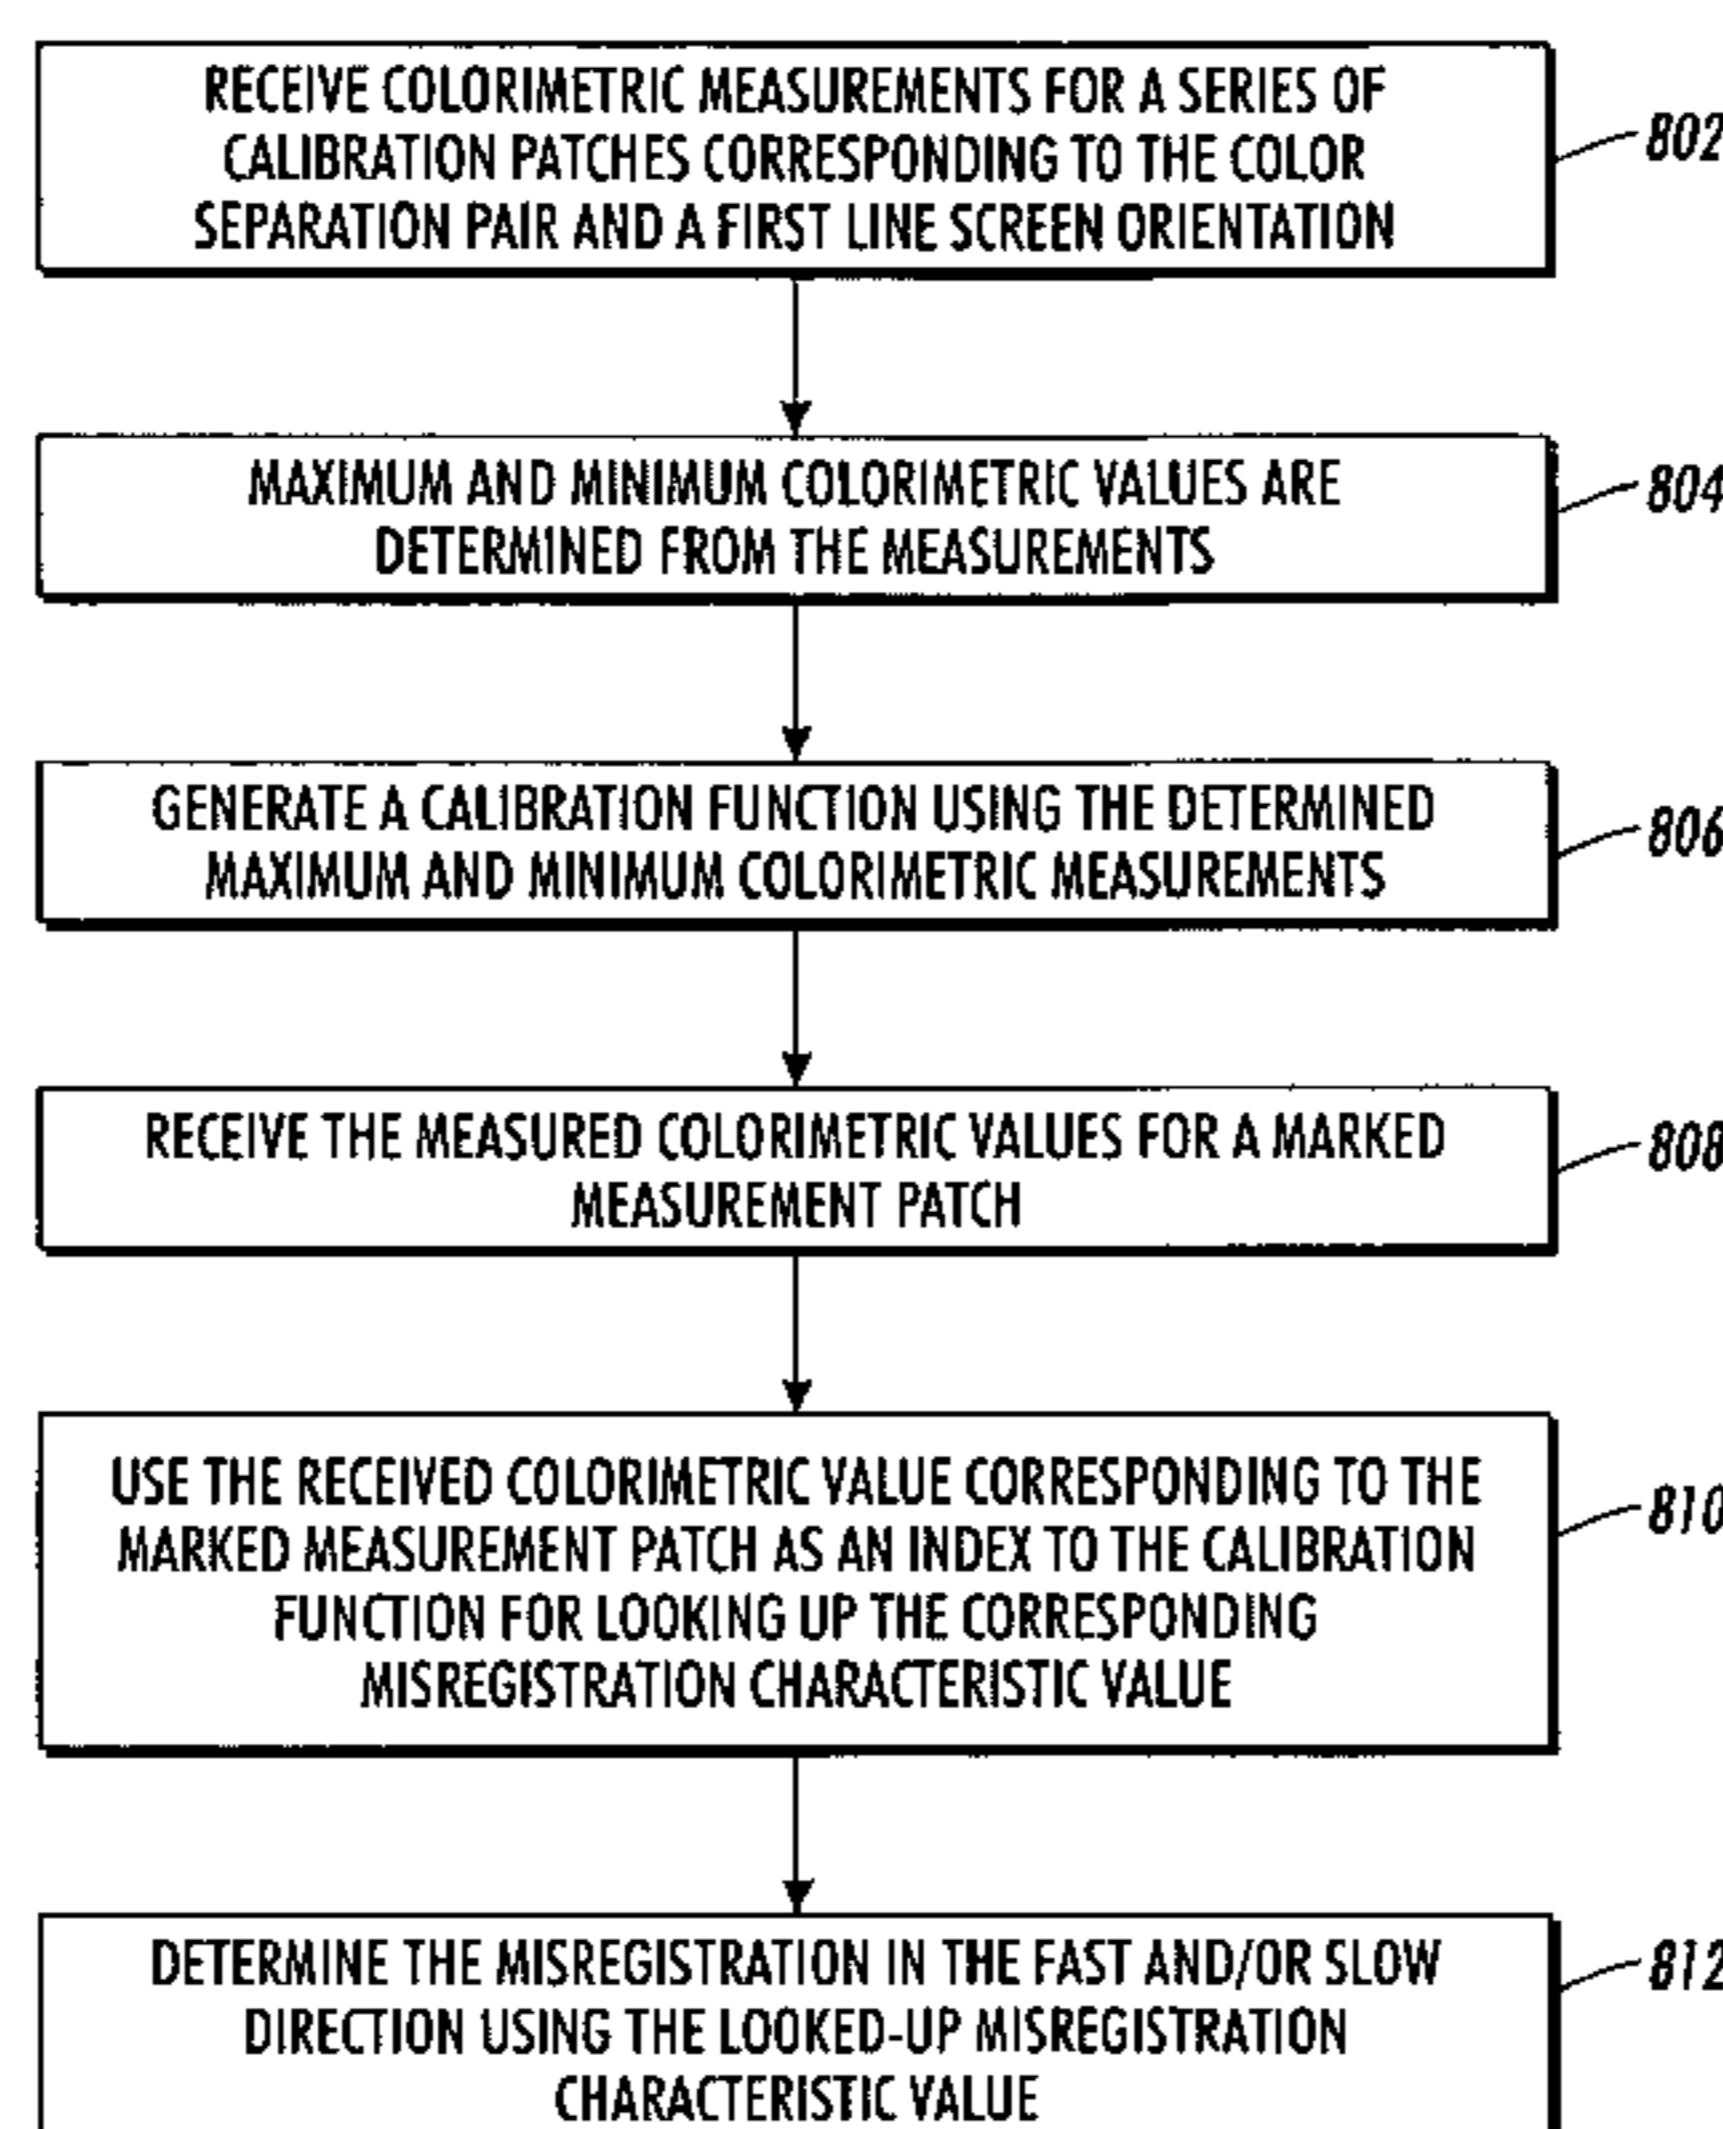 RECEIVE COLORIMETRIC MEASUREMENTS FOR A SERIES OF
CALIBRATION PATCHES CORRESPONDING TO THE COLOR
SEPARATION PAIR AND A FIRST LINE SCREEN ORIENTATION
802
MAXIMUM AND MINIMUM COLORIMETRIC VALUES ARE
DETERMINED FROM THE MEASUREMENTS
804
GENERATE A CALIBRATION FUNCTION USING THE DETERMINED
MAXIMUM AND MINIMUM COLORIMETRIC MEASUREMENTS
806
RECEIVE THE MEASURED COLORIMETRIC VALUES FOR A MARKED
MEASUREMENT PATCH
808
USE THE RECEIVED COLORIMETRIC VALUE CORRESPONDING TO THE
MARKED MEASUREMENT PATCH AS AN INDEX TO THE CALIBRATION
FUNCTION FOR LOOKING UP THE CORRESPONDING
MISREGISTRATION CHARACTERISTIC VALUE
810
DETERMINE THE MISREGISTRATION IN THE FAST AND/OR SLOW
DIRECTION USING THE LOOKED-UP MISREGISTRATION
CHARACTERISTIC VALUE
812